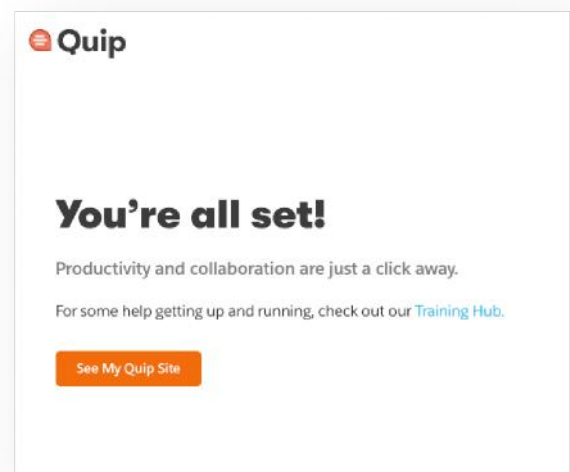 Quip
You're all set!
Productivity and collaboration are just a click away.
For some help getting up and running, check out our Training Hub.
See My Quip Site